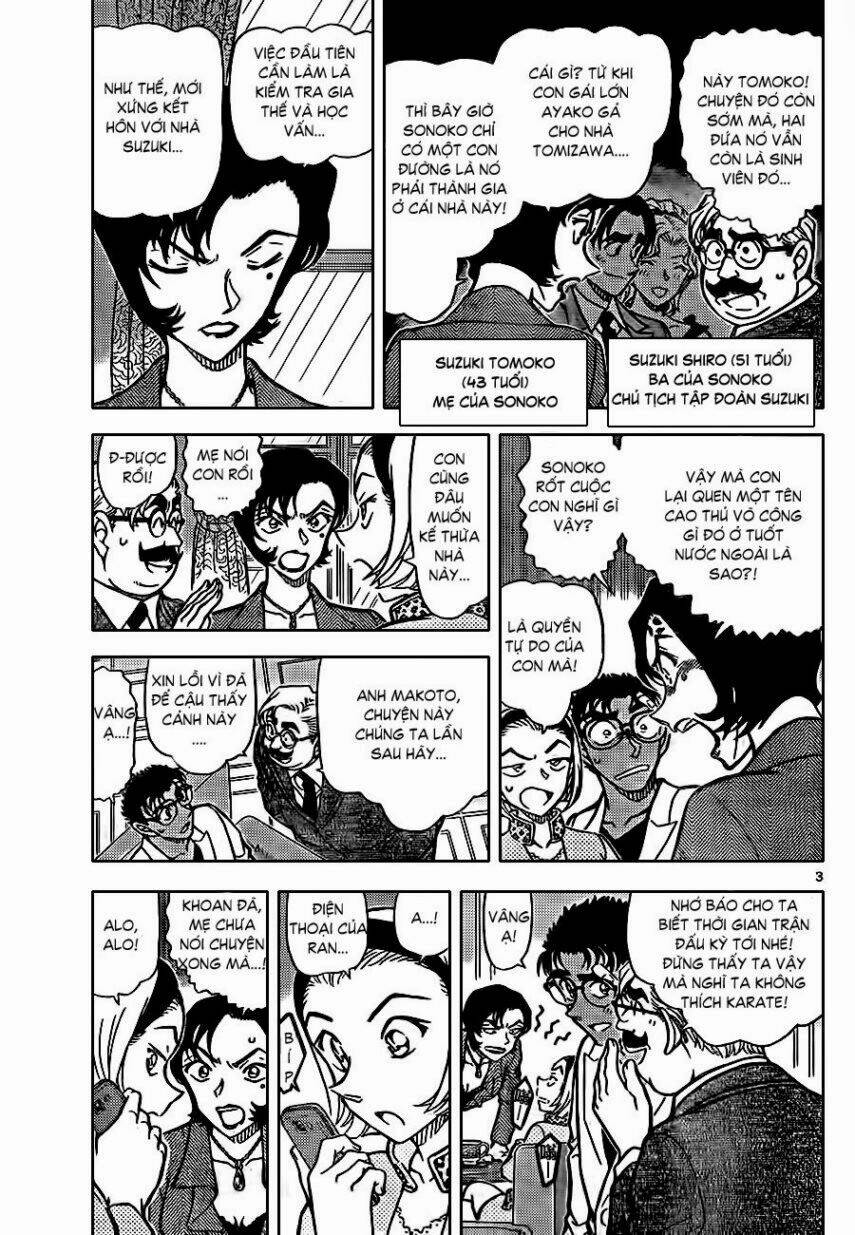 NÀY TOMOKO!
CHUYỆN ĐÓ CÒN
SỚM MÀ, HAI
ĐỨA NÓ VẪN
CÒN LÀ SINH
VIÊN ĐÓ...
CÁI GÌ? TỪ KHI
CON GÁI LỚN
AYAKO GẢ
CHO NHÀ
TOMIZAWA....
THÌ BÂY GIỜ
SONOKO CHỈ
CÓ MỘT CON
ĐƯỜNG LÀ NÓ
PHẢI THÀNH GIA
Ở CÁI NHÀ NÀY!
SUZUKI SHIRO (51 TUỔI)
BA CỦA SONOKO
CHỦ TỊCH TẬP ĐOÀN SUZUKI
SUZUKI TOMOKO
(43 TUỔI)
MẸ CỦA SONOKO
VIỆC ĐẦU TIÊN
CẦN LÀM LÀ
KIỂM TRA GIA
THẾ VÀ HỌC
VẤN...
NHƯ THẾ, MỚI
XỨNG KẾT
HÔN VỚI NHÀ
SUZUKI...
VẬY MÀ CON
LẠI QUEN MỘT TÊN
CAO THỦ VÕ CÔNG
GÌ ĐÓ Ở TUỐT
NƯỚC NGOÀI LÀ
SAO?!
SONOKO
RỐT CUỘC
CON NGHĨ GÌ
VẬY?
LÀ QUYỀN
TỰ DO CỦA
CON MÀ!
CON
CŨNG
ĐÂU
MUỐN
KẾ THỪA
NHÀ
NÀY...
MẸ NÓI
CON RỒI
...
Đ-ĐƯỢC
RỒI!
ANH MAKOTO,
CHUYỆN NÀY
CHÚNG TA LẦN
SAU HÃY...
XIN LỖI VÌ ĐÃ
ĐỂ CẬU THẤY
CẢNH NÀY
....
VÂNG
Ạ...!
3
NHỚ BÁO CHO TA
BIẾT THỜI GIAN TRẬN
ĐẤU KỲ TỚI NHÉ!
ĐỪNG THẤY TA VẬY
MÀ NGHĨ TA KHÔNG
THÍCH KARATE!
VÂNG
Ạ!
A...!
ĐIỆN
THOẠI CỦA
RAN...
BÍP
KHOAN ĐÃ,
MẸ CHƯA
NÓI CHUYỆN
XONG MÀ...!
ALO,
ALO!